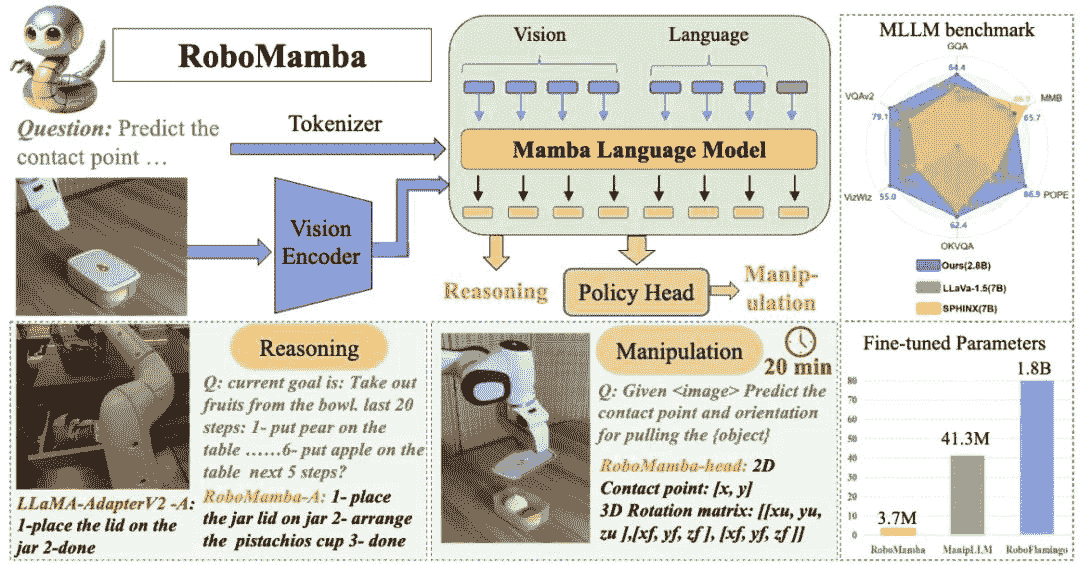 RoboMamba
Question: Predict the
contact point ...
Tokenizer
Vision
Encoder
Vision
Language
Mamba Language Model
Reasoning
Policy Head
Manip-
ulation
MLLM benchmark
GQA
64.4
MMB
65.7
POPE
86.9
OKVQA
62.4
VizWiz
55.0
VQAv2
79.1
Ours(2.8B)
LLaVa-1.5(7B)
SPHINX(7B)
Reasoning
Q: current goal is: Take out
fruits from the bowl. last 20
steps: 1- put pear on the
table ......6- put apple on the
table next 5 steps?
LLaMA-AdapterV2 -A:
1-place the lid on the
jar 2-done
RoboMamba-A: 1- place
the jar lid on jar 2- arrange
the pistachios cup 3- done
Manipulation
20 min
Q: Given <image> Predict the
contact point and orientation
for pulling the {object}
RoboMamba-head: 2D
Contact point: [x, y]
3D Rotation matrix: [[xu, yu,
zu ],[xf, yf, zf ], [xf, yf, zf ]]
Fine-tuned Parameters
80
70
60
50
40
30
20
10
0
3.7M
41.3M
1.8B
RoboMamba
ManipLLM
RoboFlamingo